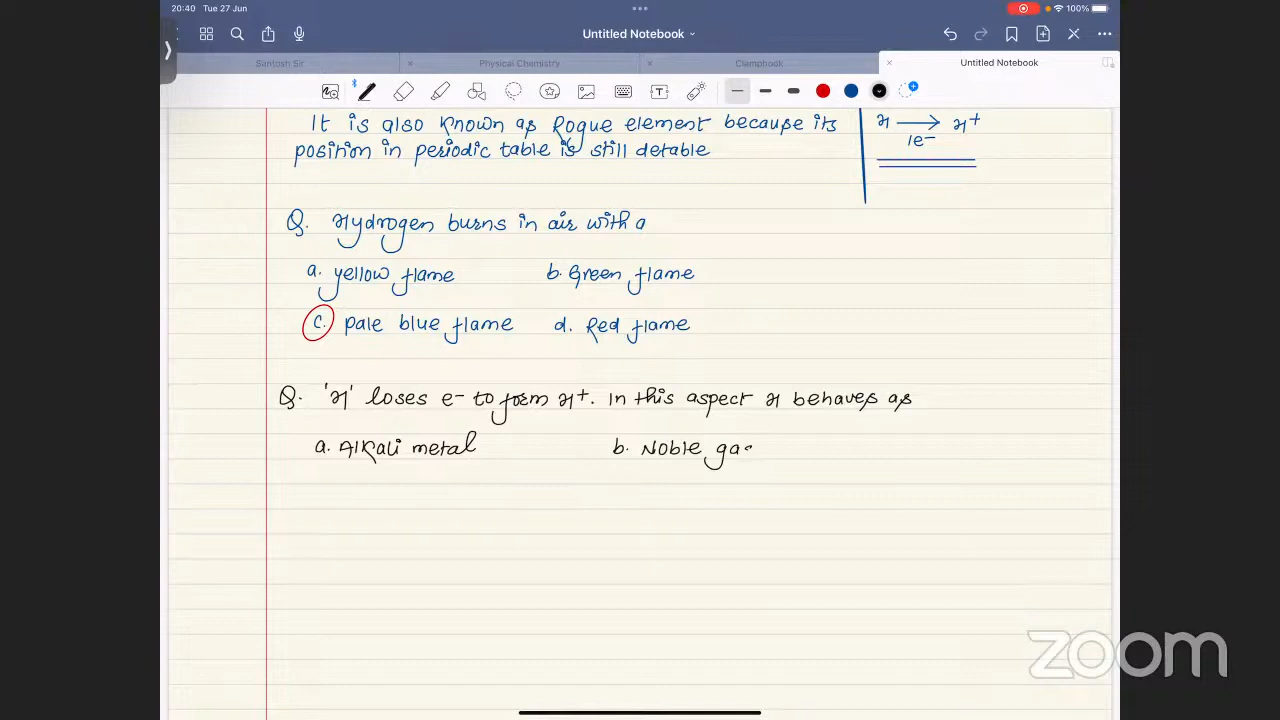 20:40 Tue 27 Jun
100%
Untitled Notebook
Santosh Sir
Physical Chemistry
Clampbook
Untitled Notebook
It is also known as Rogue element because its
position in periodic table is still detable
H → H+
1e-
Q. Hydrogen burns in air with a
a. yellow flame b. Green flame
c. pale blue flame d. Red flame
Q. 'H' loses e- to form H+. In this aspect H behaves as
a. Alkali metal b. Noble ga
zoom